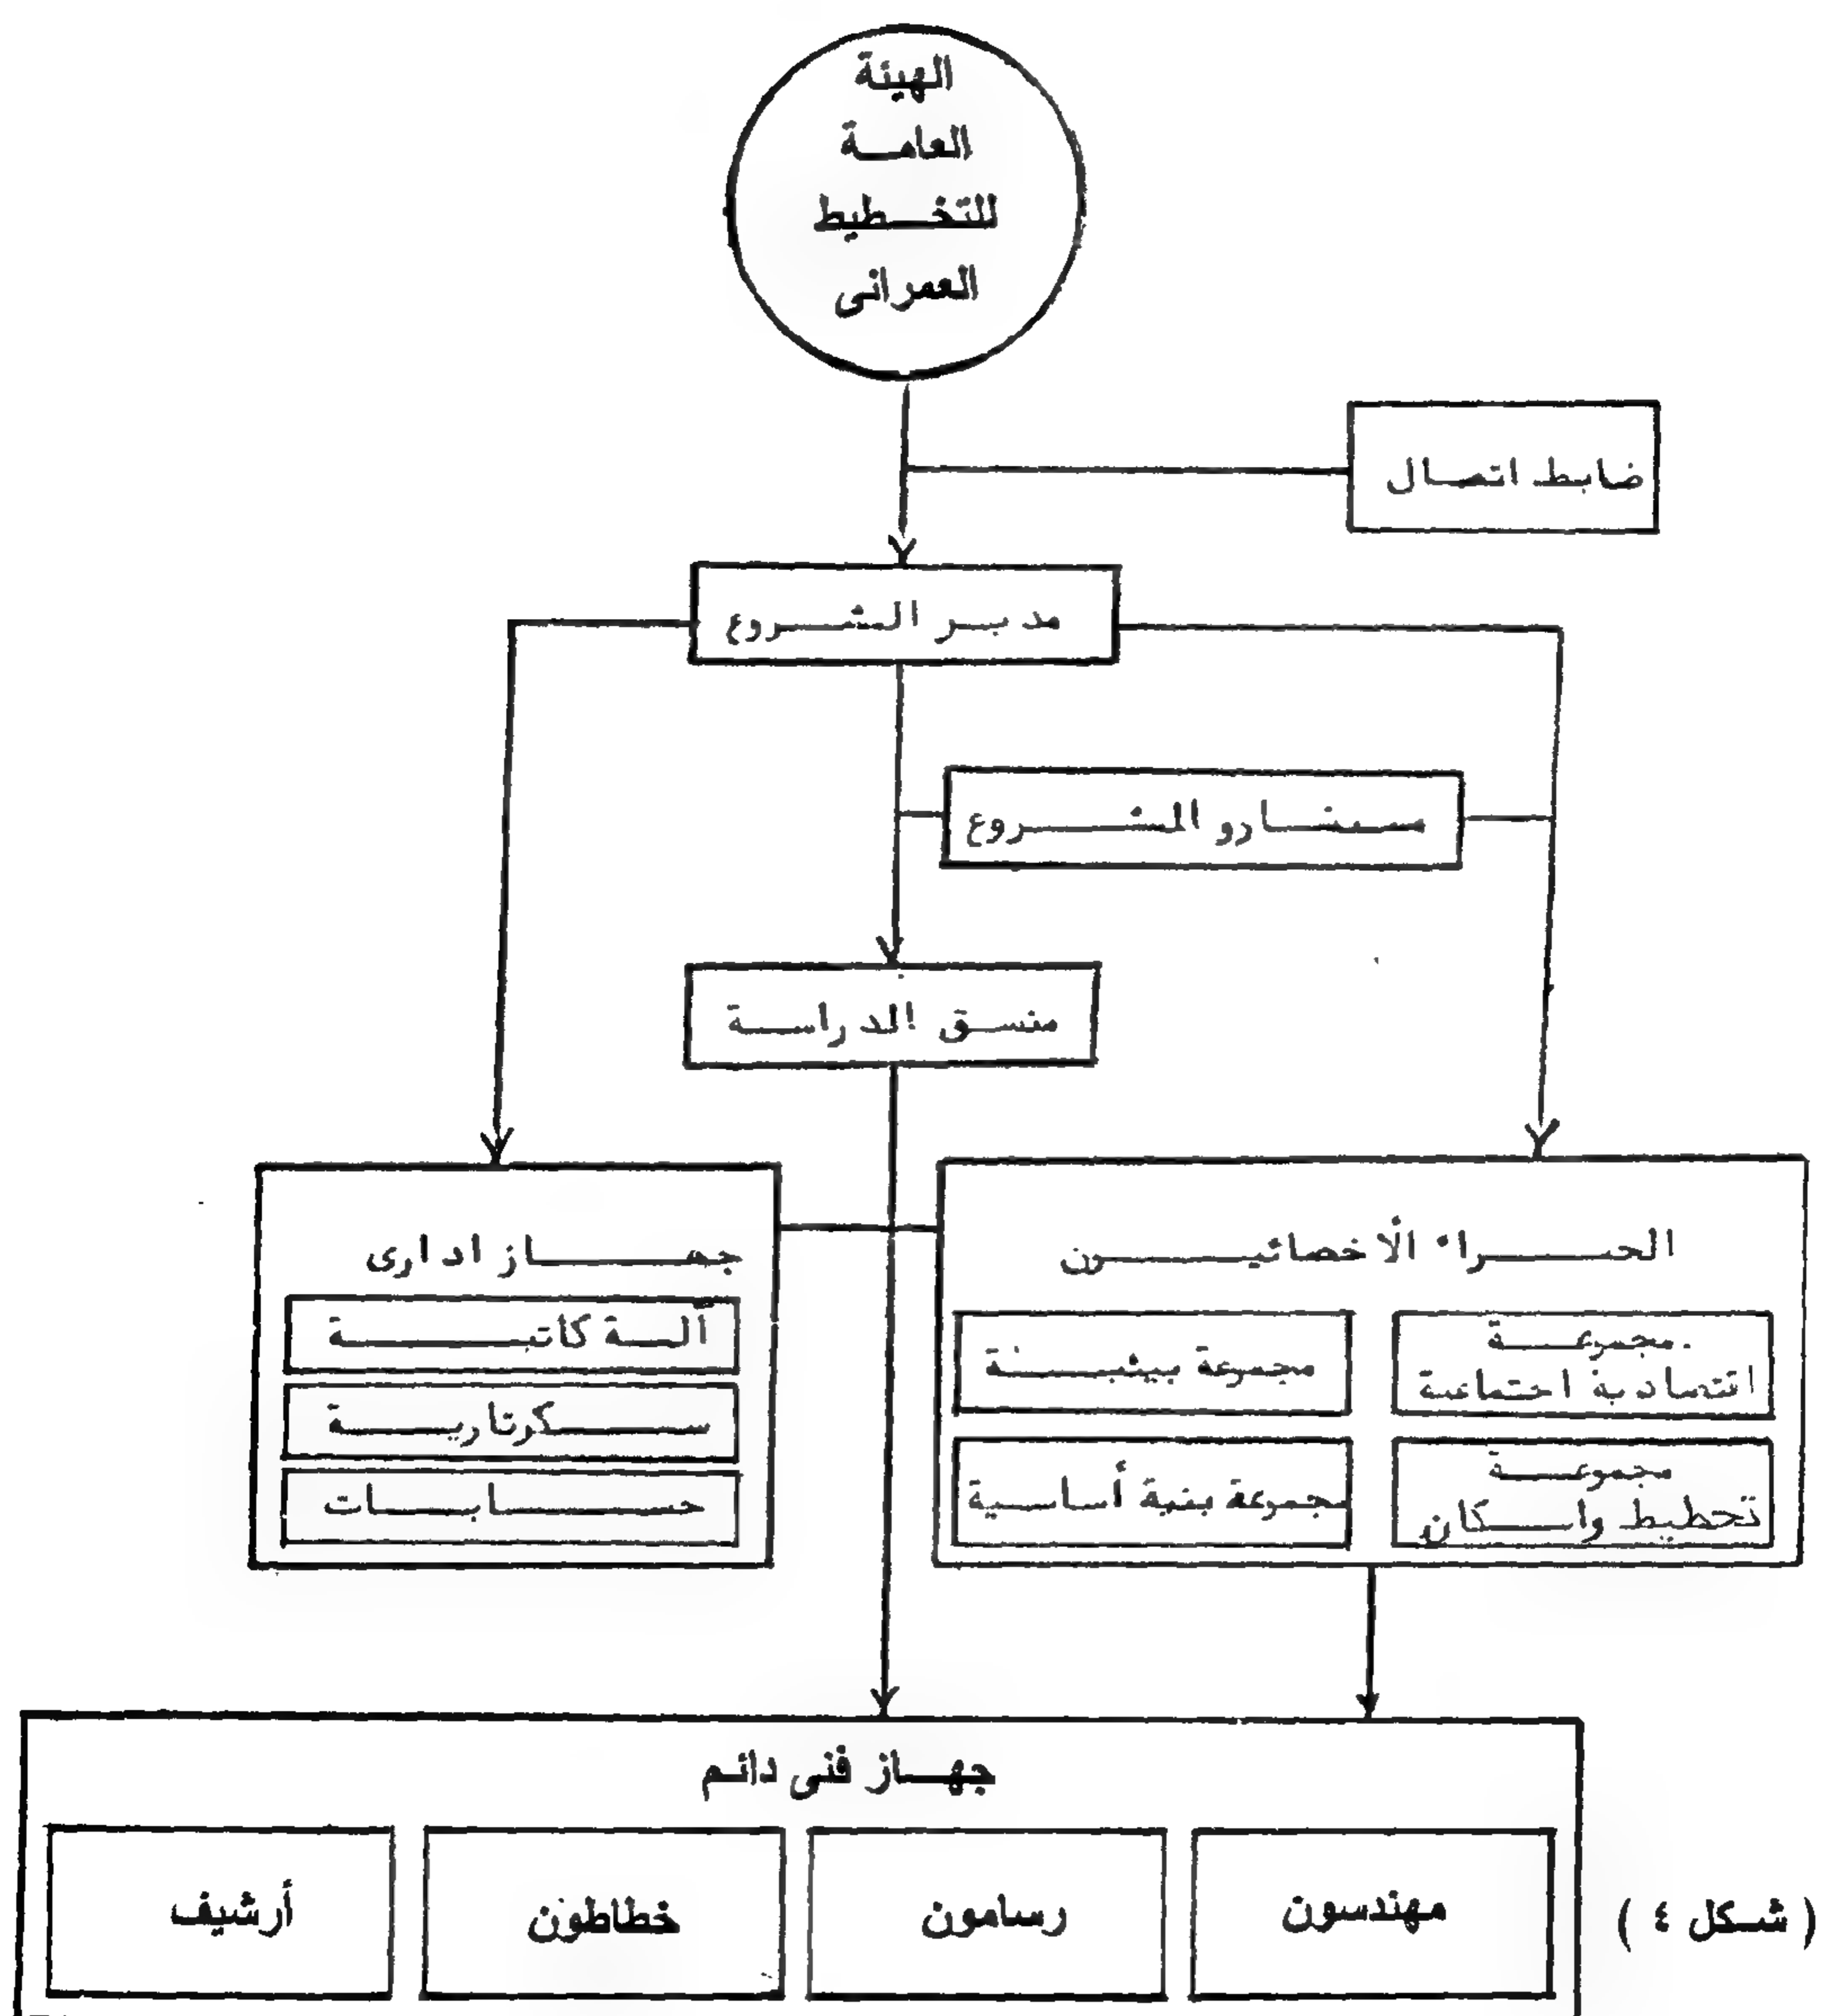 الهيئة
العامة
للتخطيط
العمرانى
ضابط اتصال
مدير المشروع
مستشارو المشروع
منسق الدراسة
الخبراء الأخصائيون
جهاز ادارى
مجموعة
اقتصادية اجتماعية
مجموعة بيئية
آلة كاتبة
سكرتارية
حسابات
مجموعة
تخطيط واسكان
مجموعة بنية أساسية
جهاز فنى دائم
مهندسون
رسامون
خطاطون
أرشيف
( شكل ٤ )